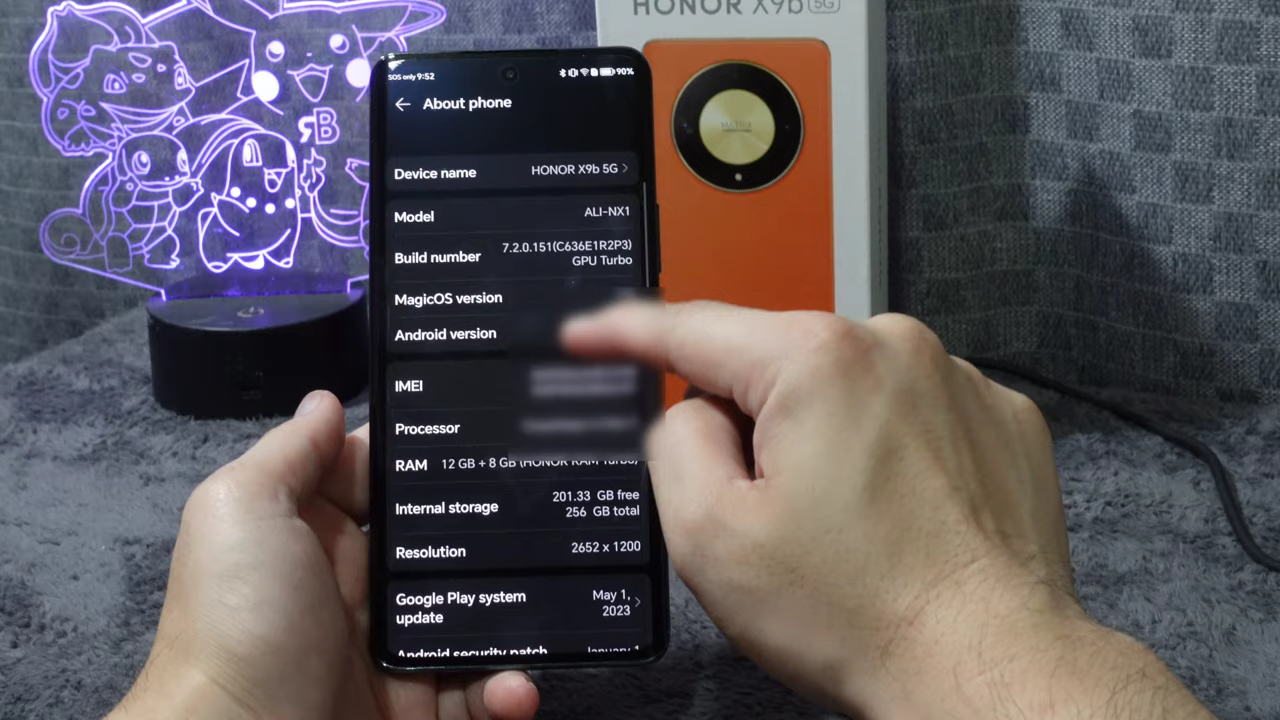 HONOR X9b 5G
SOS only 9:52
90%
About phone
Device name HONOR X9b 5G
Model ALI-NX1
Build number 7.2.0.151(C636E1R2P3)
GPU Turbo
MagicOS version
Android version
IMEI
Processor
RAM 12 GB + 8 GB (HONOR RAM Turbo)
Internal storage 201.33 GB free
256 GB total
Resolution 2652 x 1200
Google Play system update May 1, 2023
Android security patch January 1
MATRIX